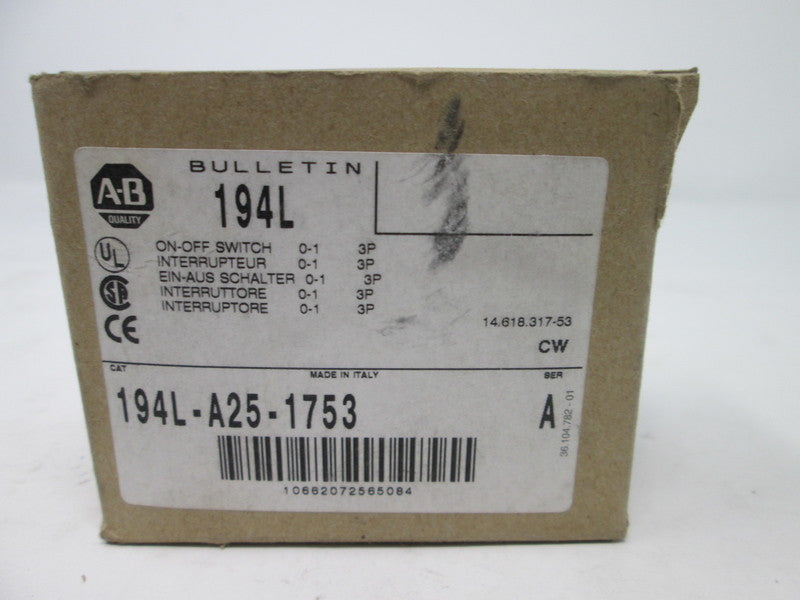 BULLETIN
194L
A-B
QUALITY
UL
ON-OFF SWITCH 0-1 3P
INTERRUPTEUR 0-1 3P
EIN-AUS SCHALTER 0-1 3P
INTERRUTTORE 0-1 3P
INTERRUPTORE 0-1 3P
SA
CE
14.618.317-53
CW
CAT
MADE IN ITALY
SER
194L-A25-1753
A
36.104.782-01
10662072565084